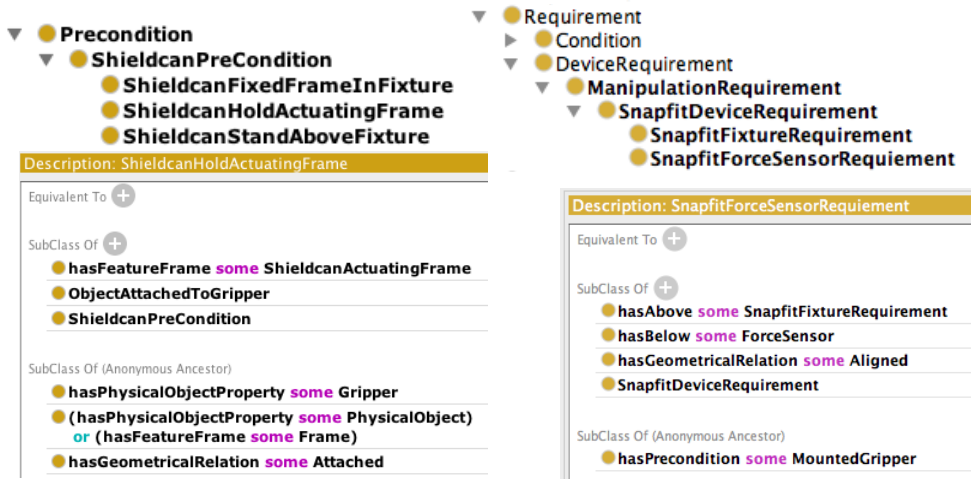 Precondition
ShieldcanPreCondition
ShieldcanFixedFrameInFixture
ShieldcanHoldActuatingFrame
ShieldcanStandAboveFixture
Description: ShieldcanHoldActuatingFrame
Equivalent To
SubClass Of
hasFeatureFrame some ShieldcanActuatingFrame
ObjectAttachedToGripper
ShieldcanPreCondition
SubClass Of (Anonymous Ancestor)
hasPhysicalObjectProperty some Gripper
(hasPhysicalObjectProperty some PhysicalObject)
or (hasFeatureFrame some Frame)
hasGeometricalRelation some Attached
Requirement
Condition
DeviceRequirement
ManipulationRequirement
SnapfitDeviceRequirement
SnapfitFixtureRequirement
SnapfitForceSensorRequiement
Description: SnapfitForceSensorRequiement
Equivalent To
SubClass Of
hasAbove some SnapfitFixtureRequirement
hasBelow some ForceSensor
hasGeometricalRelation some Aligned
SnapfitDeviceRequirement
SubClass Of (Anonymous Ancestor)
hasPrecondition some MountedGripper